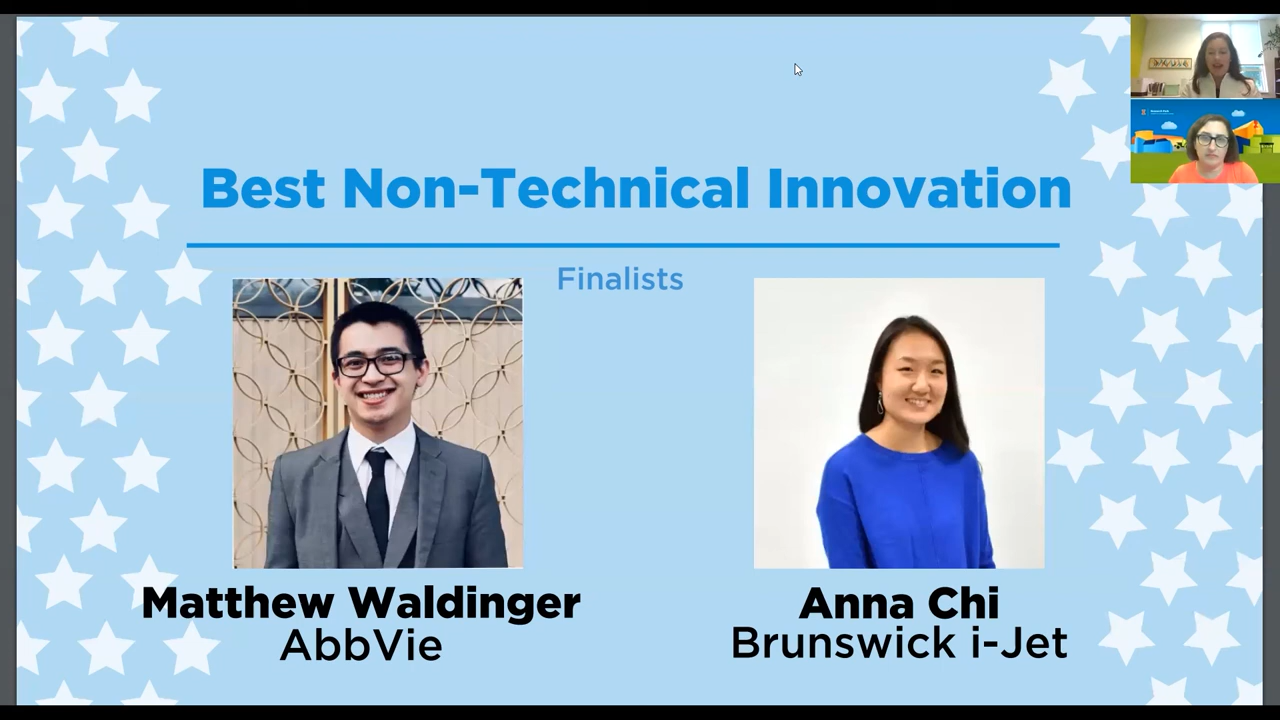 Best Non-Technical Innovation
Finalists
Matthew Waldinger
AbbVie
Anna Chi
Brunswick i-Jet